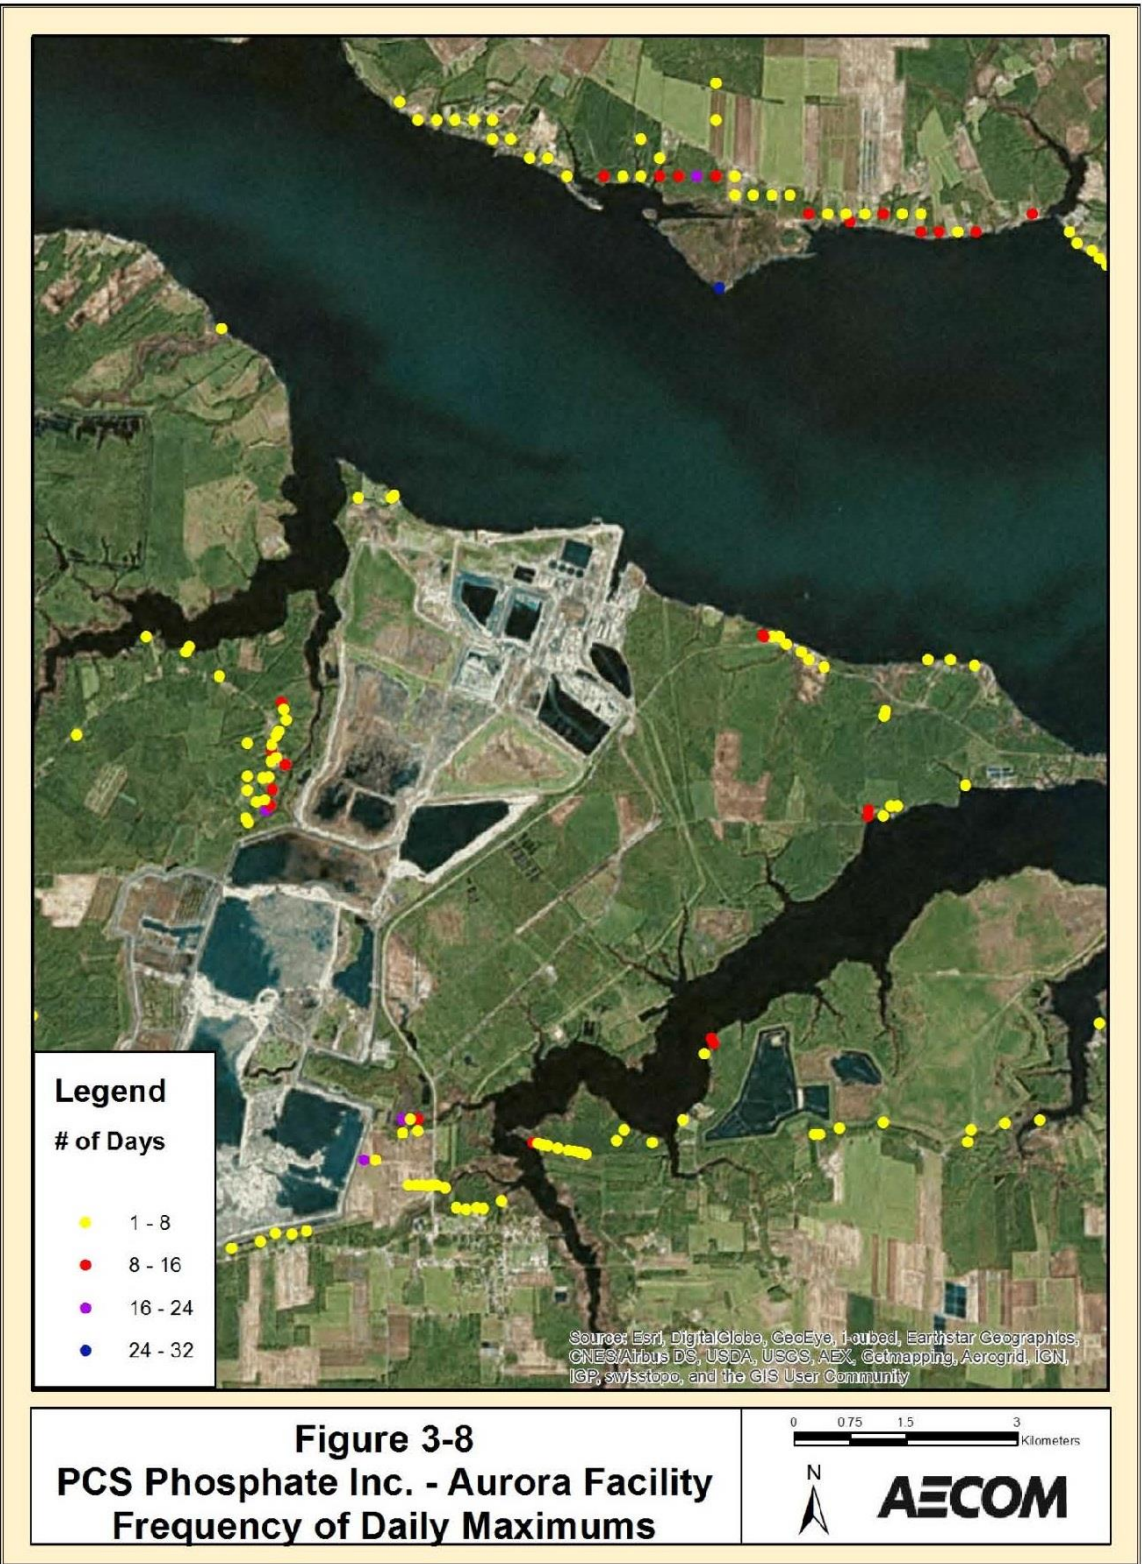 Legend
# of Days
1 - 8
8 - 16
16 - 24
24 - 32
Source: Esri, DigitalGlobe, GeoEye, i-cubed, Earthstar Geographics,
CNES/Airbus DS, USDA, USGS, AEX, Getmapping, Aerogrid, IGN,
IGP, swisstopo, and the GIS User Community
Figure 3-8
PCS Phosphate Inc. - Aurora Facility
Frequency of Daily Maximums
0 0.75 1.5 3
Kilometers
N
AECOM